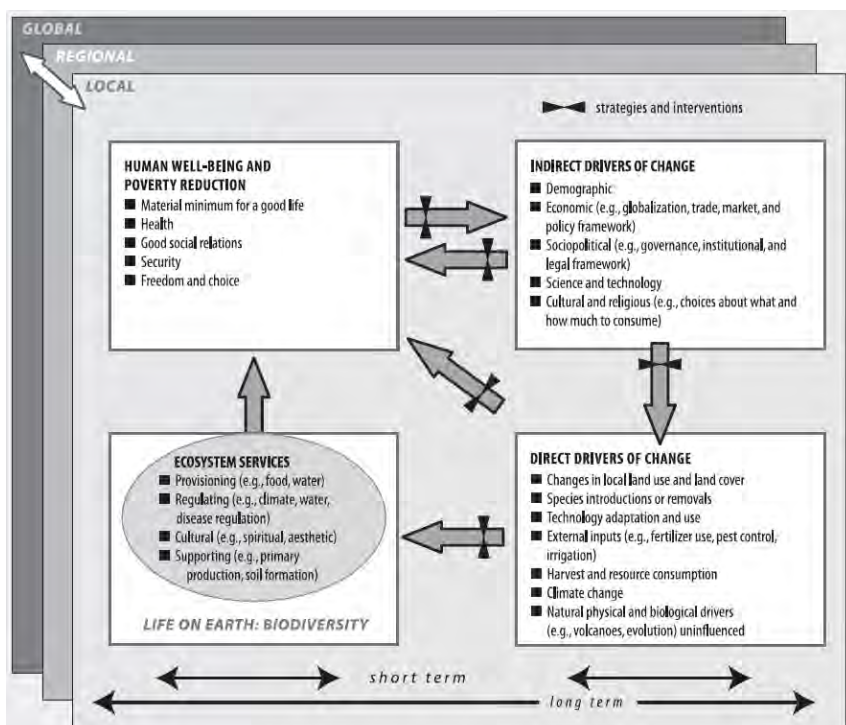 GLOBAL
REGIONAL
LOCAL
strategies and interventions
HUMAN WELL-BEING AND
POVERTY REDUCTION
Material minimum for a good life
Health
Good social relations
Security
Freedom and choice
INDIRECT DRIVERS OF CHANGE
Demographic
Economic (e.g., globalization, trade, market, and
policy framework)
Sociopolitical (e.g., governance, institutional, and
legal framework)
Science and technology
Cultural and religious (e.g., choices about what and
how much to consume)
ECOSYSTEM SERVICES
Provisioning (e.g., food, water)
Regulating (e.g., climate, water,
disease regulation)
Cultural (e.g., spiritual, aesthetic)
Supporting (e.g., primary
production, soil formation)
LIFE ON EARTH: BIODIVERSITY
DIRECT DRIVERS OF CHANGE
Changes in local land use and land cover
Species introductions or removals
Technology adaptation and use
External inputs (e.g., fertilizer use, pest control,
irrigation)
Harvest and resource consumption
Climate change
Natural physical and biological drivers
(e.g., volcanoes, evolution) uninfluenced
short term
long term